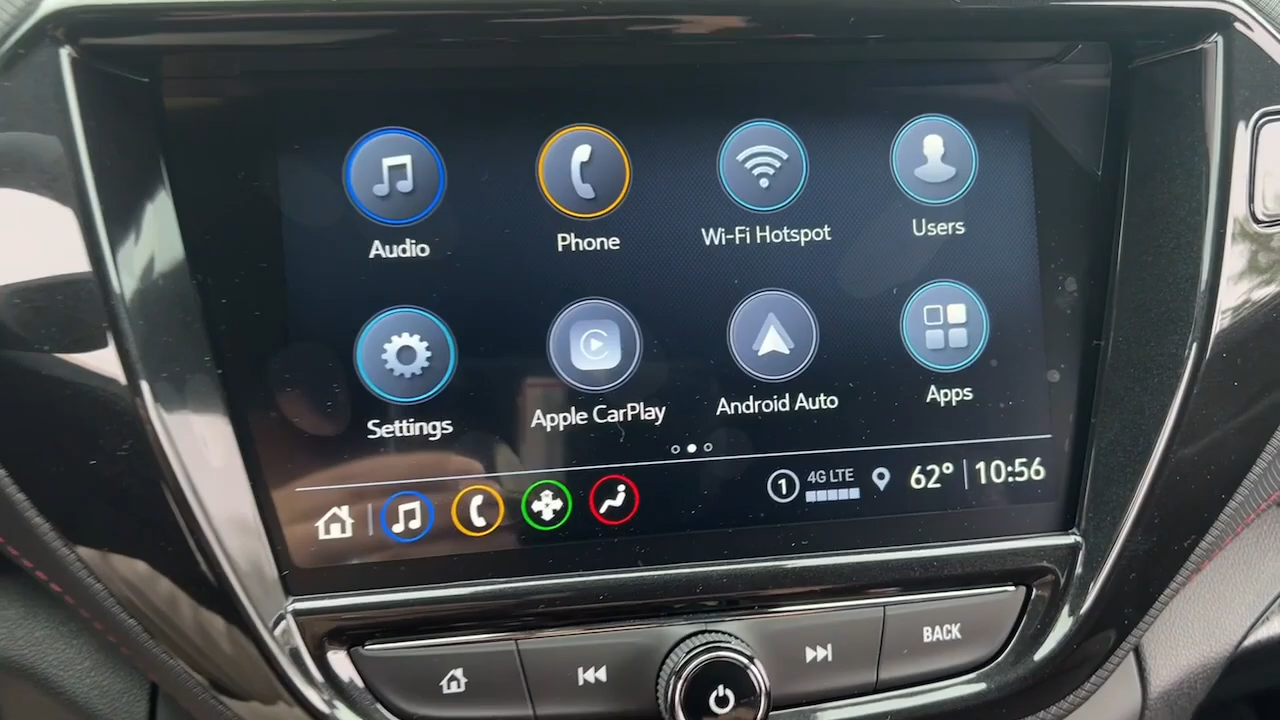 Audio
Phone
Wi-Fi Hotspot
Users
Settings
Apple CarPlay
Android Auto
Apps
1
4G LTE
62° 10:56
BACK